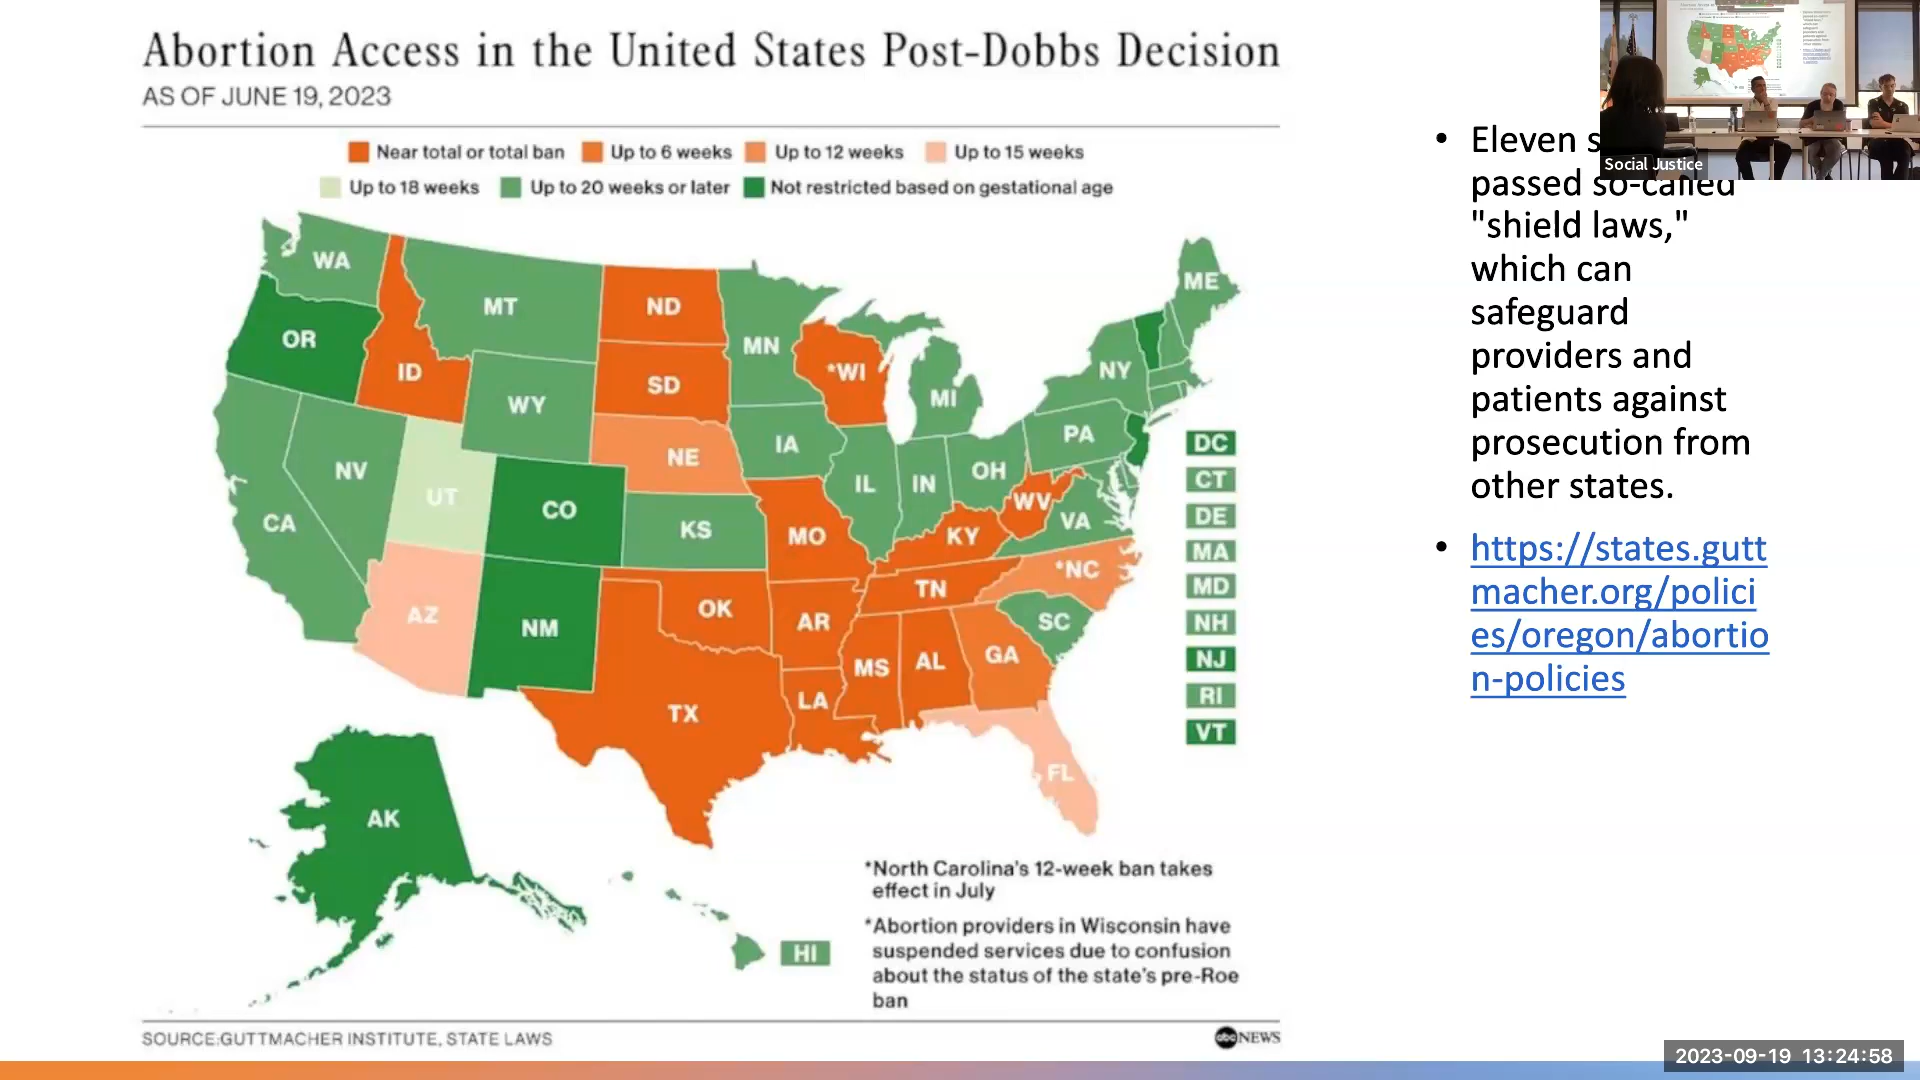 Abortion Access in the United States Post-Dobbs Decision
AS OF JUNE 19, 2023
Near total or total ban
Up to 6 weeks
Up to 12 weeks
Up to 15 weeks
Up to 18 weeks
Up to 20 weeks or later
Not restricted based on gestational age
WA
MT
ND
ME
OR
ID
MN
*WI
NY
SD
WY
MI
NE
IA
PA
NV
UT
CO
IL
IN
OH
WV
CA
KS
MO
KY
VA
AZ
NM
OK
AR
TN
*NC
SC
MS
AL
GA
TX
LA
FL
AK
HI
DC
CT
DE
MA
MD
NH
NJ
RI
VT
*North Carolina's 12-week ban takes
effect in July
*Abortion providers in Wisconsin have
suspended services due to confusion
about the status of the state's pre-Roe
ban
SOURCE:GUTTMACHER INSTITUTE, STATE LAWS
abc NEWS
• Eleven
passed so-called
"shield laws,"
which can
safeguard
providers and
patients against
prosecution from
other states.
• https://states.gutt
macher.org/polici
es/oregon/abortio
n-policies
Social Justice
2023-09-19 13:24:58